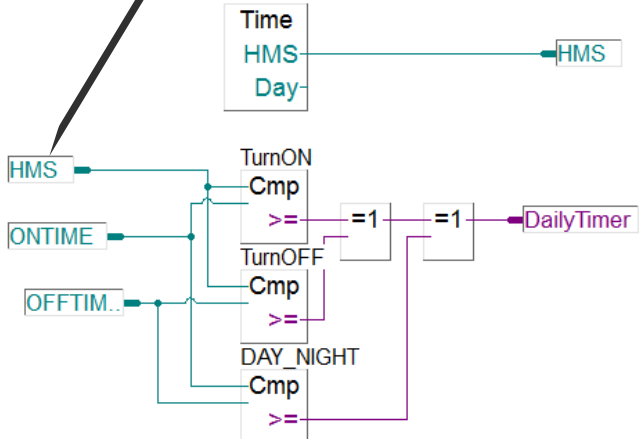 Time
HMS
HMS
Day
HMS
TurnON
Cmp
>=
=1
=1
DailyTimer
ONTIME
TurnOFF
Cmp
OFFTIM..
>=
DAY_NIGHT
Cmp
>=